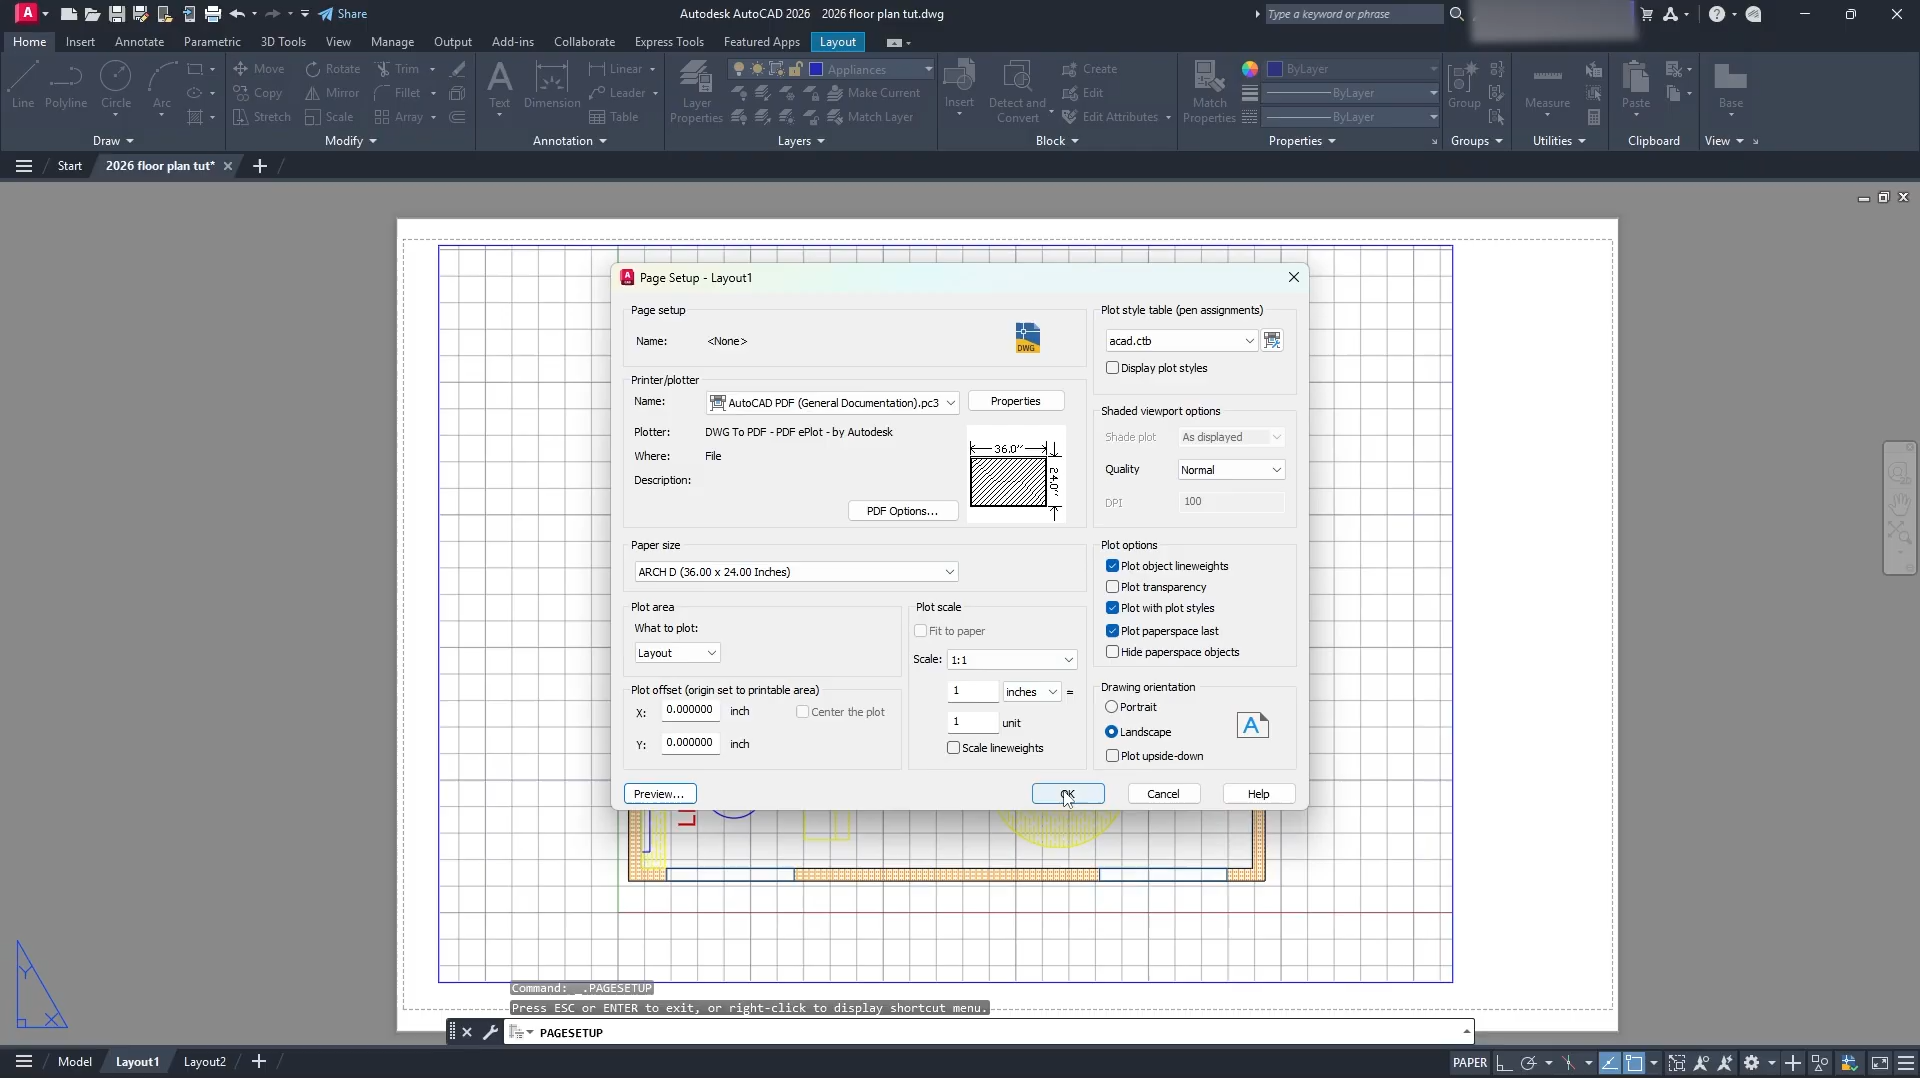 Share
Autodesk AutoCAD 2026 2026 floor plan tut.dwg
Type a keyword or phrase
Home Insert Annotate Parametric 3D Tools View Manage Output Add-ins Collaborate Express Tools Featured Apps Layout
Line Polyline Circle Arc
Move Rotate Trim
Copy Mirror Fillet
Stretch Scale Array
Text Dimension
Linear
Leader
Table
Layer Properties
Appliances
Make Current
Match Layer
Insert Detect and Convert
Create
Edit
Edit Attributes
Match Properties
ByLayer
ByLayer
ByLayer
Group Measure Paste Base
Draw Modify Annotation Layers Block Properties Groups Utilities Clipboard View
Start 2026 floor plan tut*
Page Setup - Layout1
Page setup
Name: <None>
DWG
Printer/plotter
Name: AutoCAD PDF (General Documentation).pc3 Properties
Plotter: DWG To PDF - PDF ePlot - by Autodesk
Where: File
Description:
36.0″
24.0″
PDF Options...
Paper size
ARCH D (36.00 x 24.00 Inches)
Plot area
What to plot:
Layout
Plot offset (origin set to printable area)
X: 0.000000 inch Center the plot
Y: 0.000000 inch
Plot scale
Fit to paper
Scale: 1:1
1 inches =
1 unit
Scale lineweights
Plot style table (pen assignments)
acad.ctb
Display plot styles
Shaded viewport options
Shade plot As displayed
Quality Normal
DPI 100
Plot options
Plot object lineweights
Plot transparency
Plot with plot styles
Plot paperspace last
Hide paperspace objects
Drawing orientation
Portrait
Landscape
Plot upside-down
A
Preview... OK Cancel Help
Command: _.PAGESETUP
Press ESC or ENTER to exit, or right-click to display shortcut menu.
PAGESETUP
Y
X
Model Layout1 Layout2
PAPER